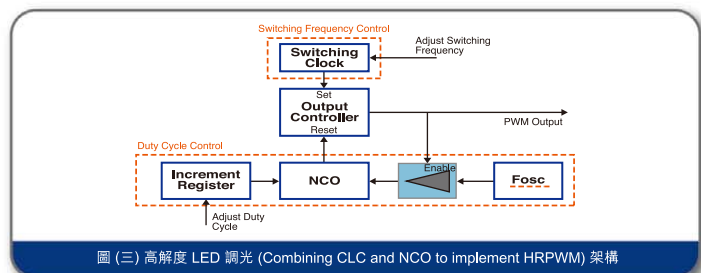 Switching Frequency Control
Switching
Clock
Adjust Switching
Frequency
Set
Output
Controller
Reset
PWM Output
Duty Cycle Control
Enable
Increment
Register
NCO
Fosc
Adjust Duty
Cycle
圖 (三) 高解度 LED 調光 (Combining CLC and NCO to implement HRPWM) 架構